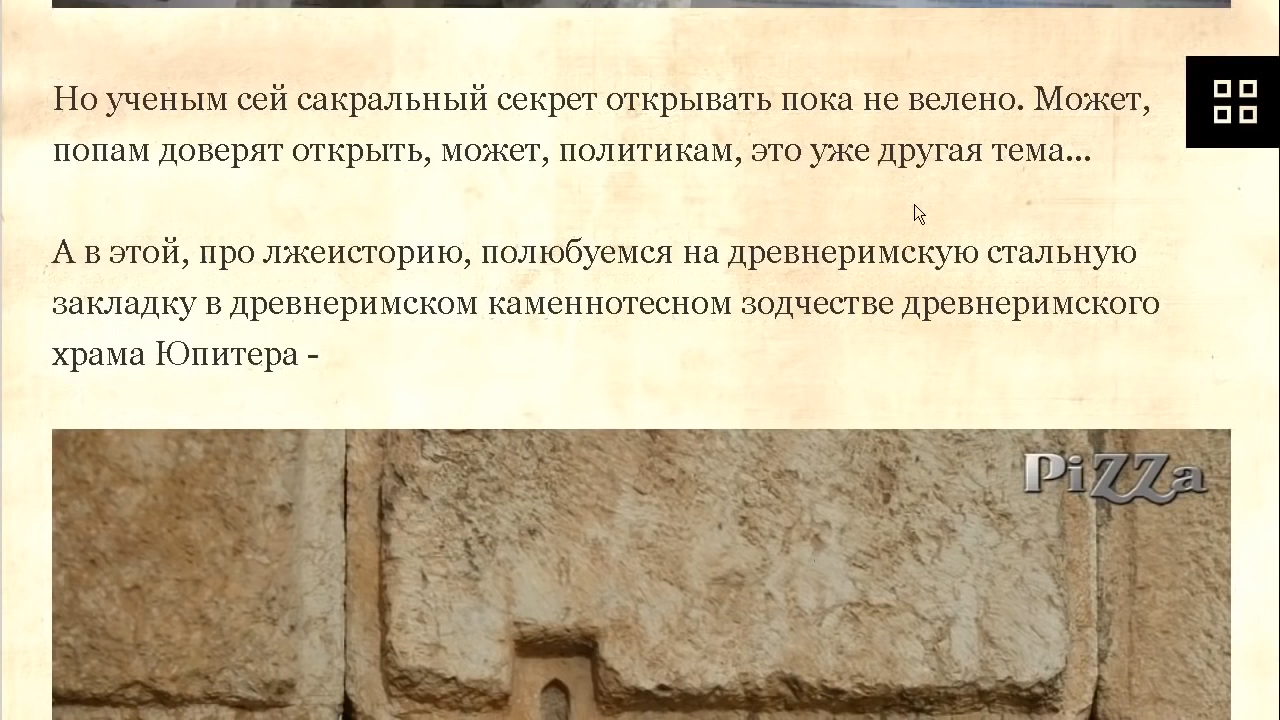 Но ученым сей сакральный секрет открывать пока не велено. Может,
попам доверят открыть, может, политикам, это уже другая тема...
А в этой, про лжеисторию, полюбуемся на древнеримскую стальную
закладку в древнеримском каменнотесном зодчестве древнеримского
храма Юпитера -
PiZZa